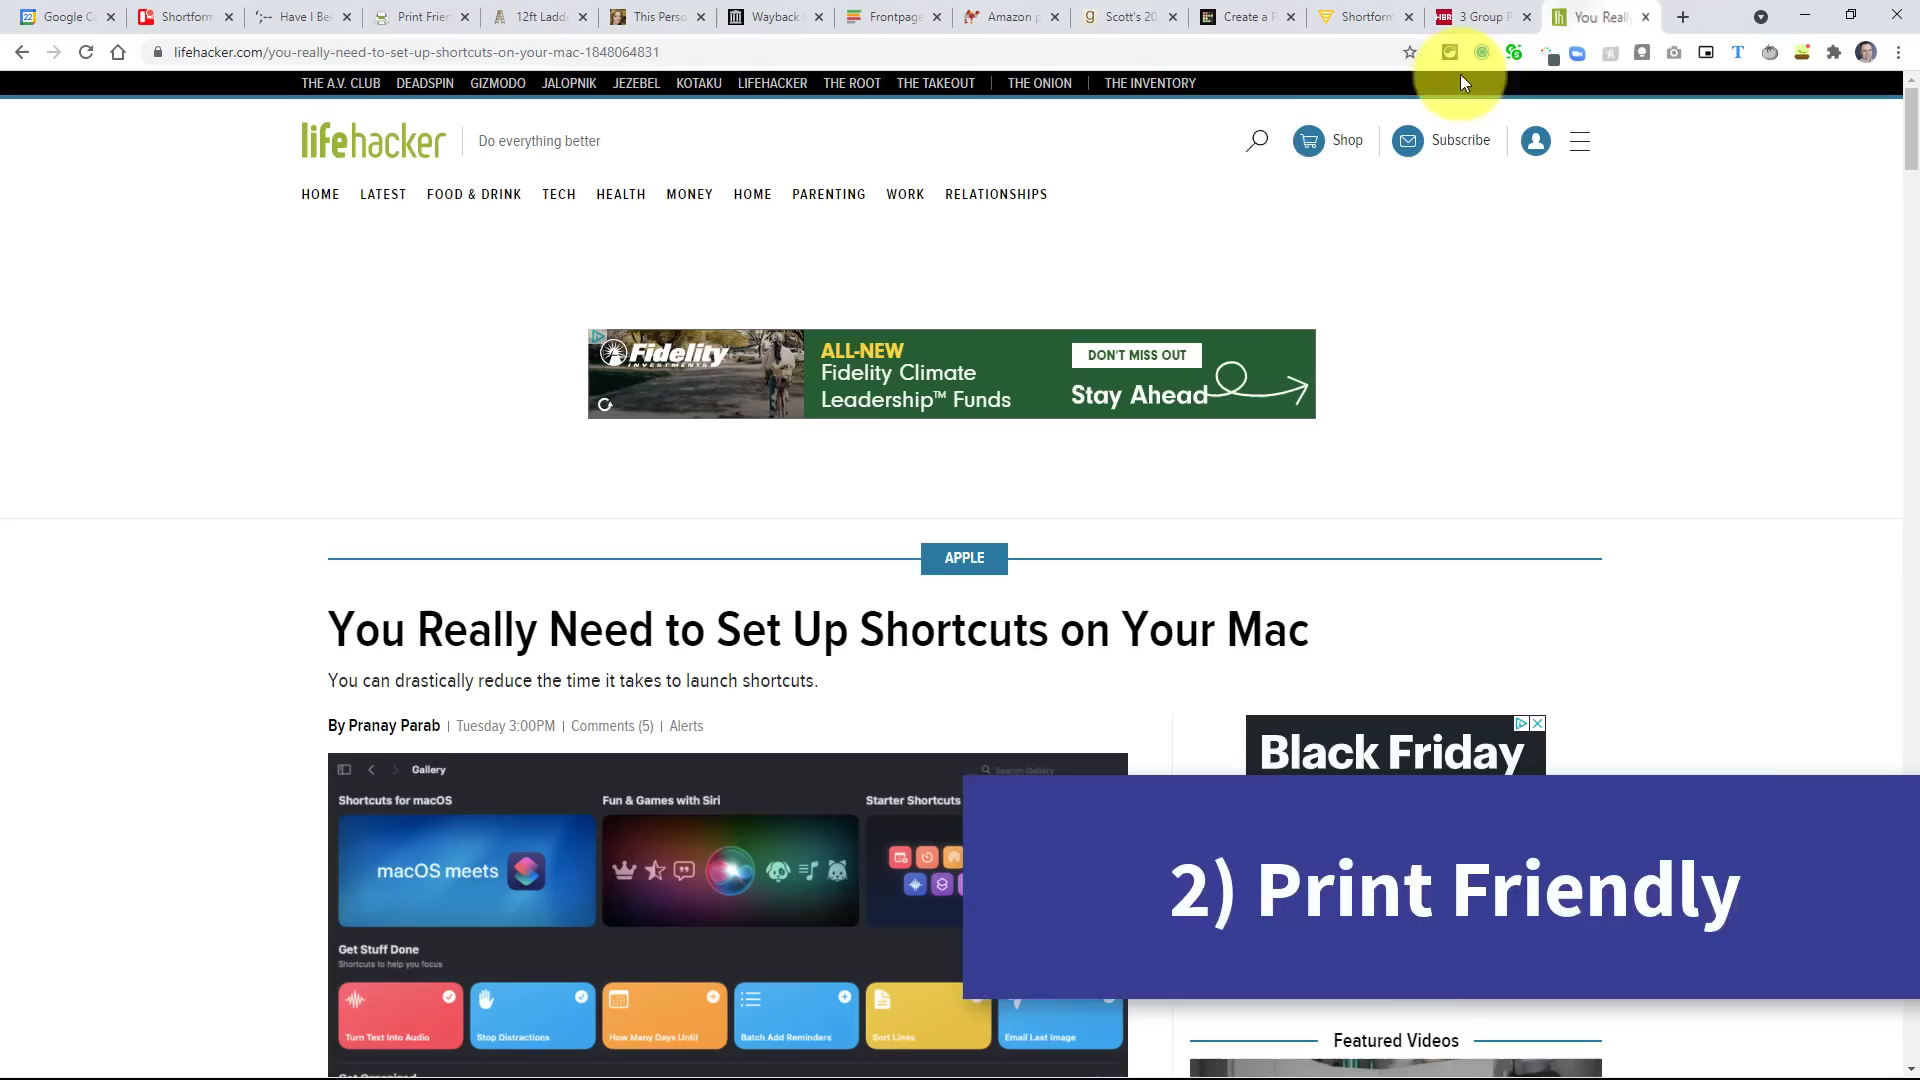 Google Ca
Shortform
Have I Bee
Print Frien
12ft Ladde
This Perso
Wayback
Frontpage
Amazon p
Scott's 20
Create a P
Shortform
HBR
3 Group P
You Reall
lifehacker.com/you-really-need-to-set-up-shortcuts-on-your-mac-1848064831
THE A.V. CLUB DEADSPIN GIZMODO JALOPNIK JEZEBEL KOTAKU LIFEHACKER THE ROOT THE TAKEOUT THE ONION THE INVENTORY
lifehacker
Do everything better
Shop
Subscribe
HOME LATEST FOOD & DRINK TECH HEALTH MONEY HOME PARENTING WORK RELATIONSHIPS
Fidelity
INVESTMENTS
ALL-NEW
Fidelity Climate
Leadership™ Funds
DON'T MISS OUT
Stay Ahead
APPLE
You Really Need to Set Up Shortcuts on Your Mac
You can drastically reduce the time it takes to launch shortcuts.
By Pranay Parab | Tuesday 3:00PM | Comments (5) | Alerts
Gallery
Search Gallery
Shortcuts for macOS
Fun & Games with Siri
Starter Shortcuts
macOS meets
Get Stuff Done
Shortcuts to help you focus
Turn Text Into Audio
Stop Distractions
How Many Days Until
Batch Add Reminders
Sort Lines
Email Last Image
Black Friday
2) Print Friendly
Featured Videos